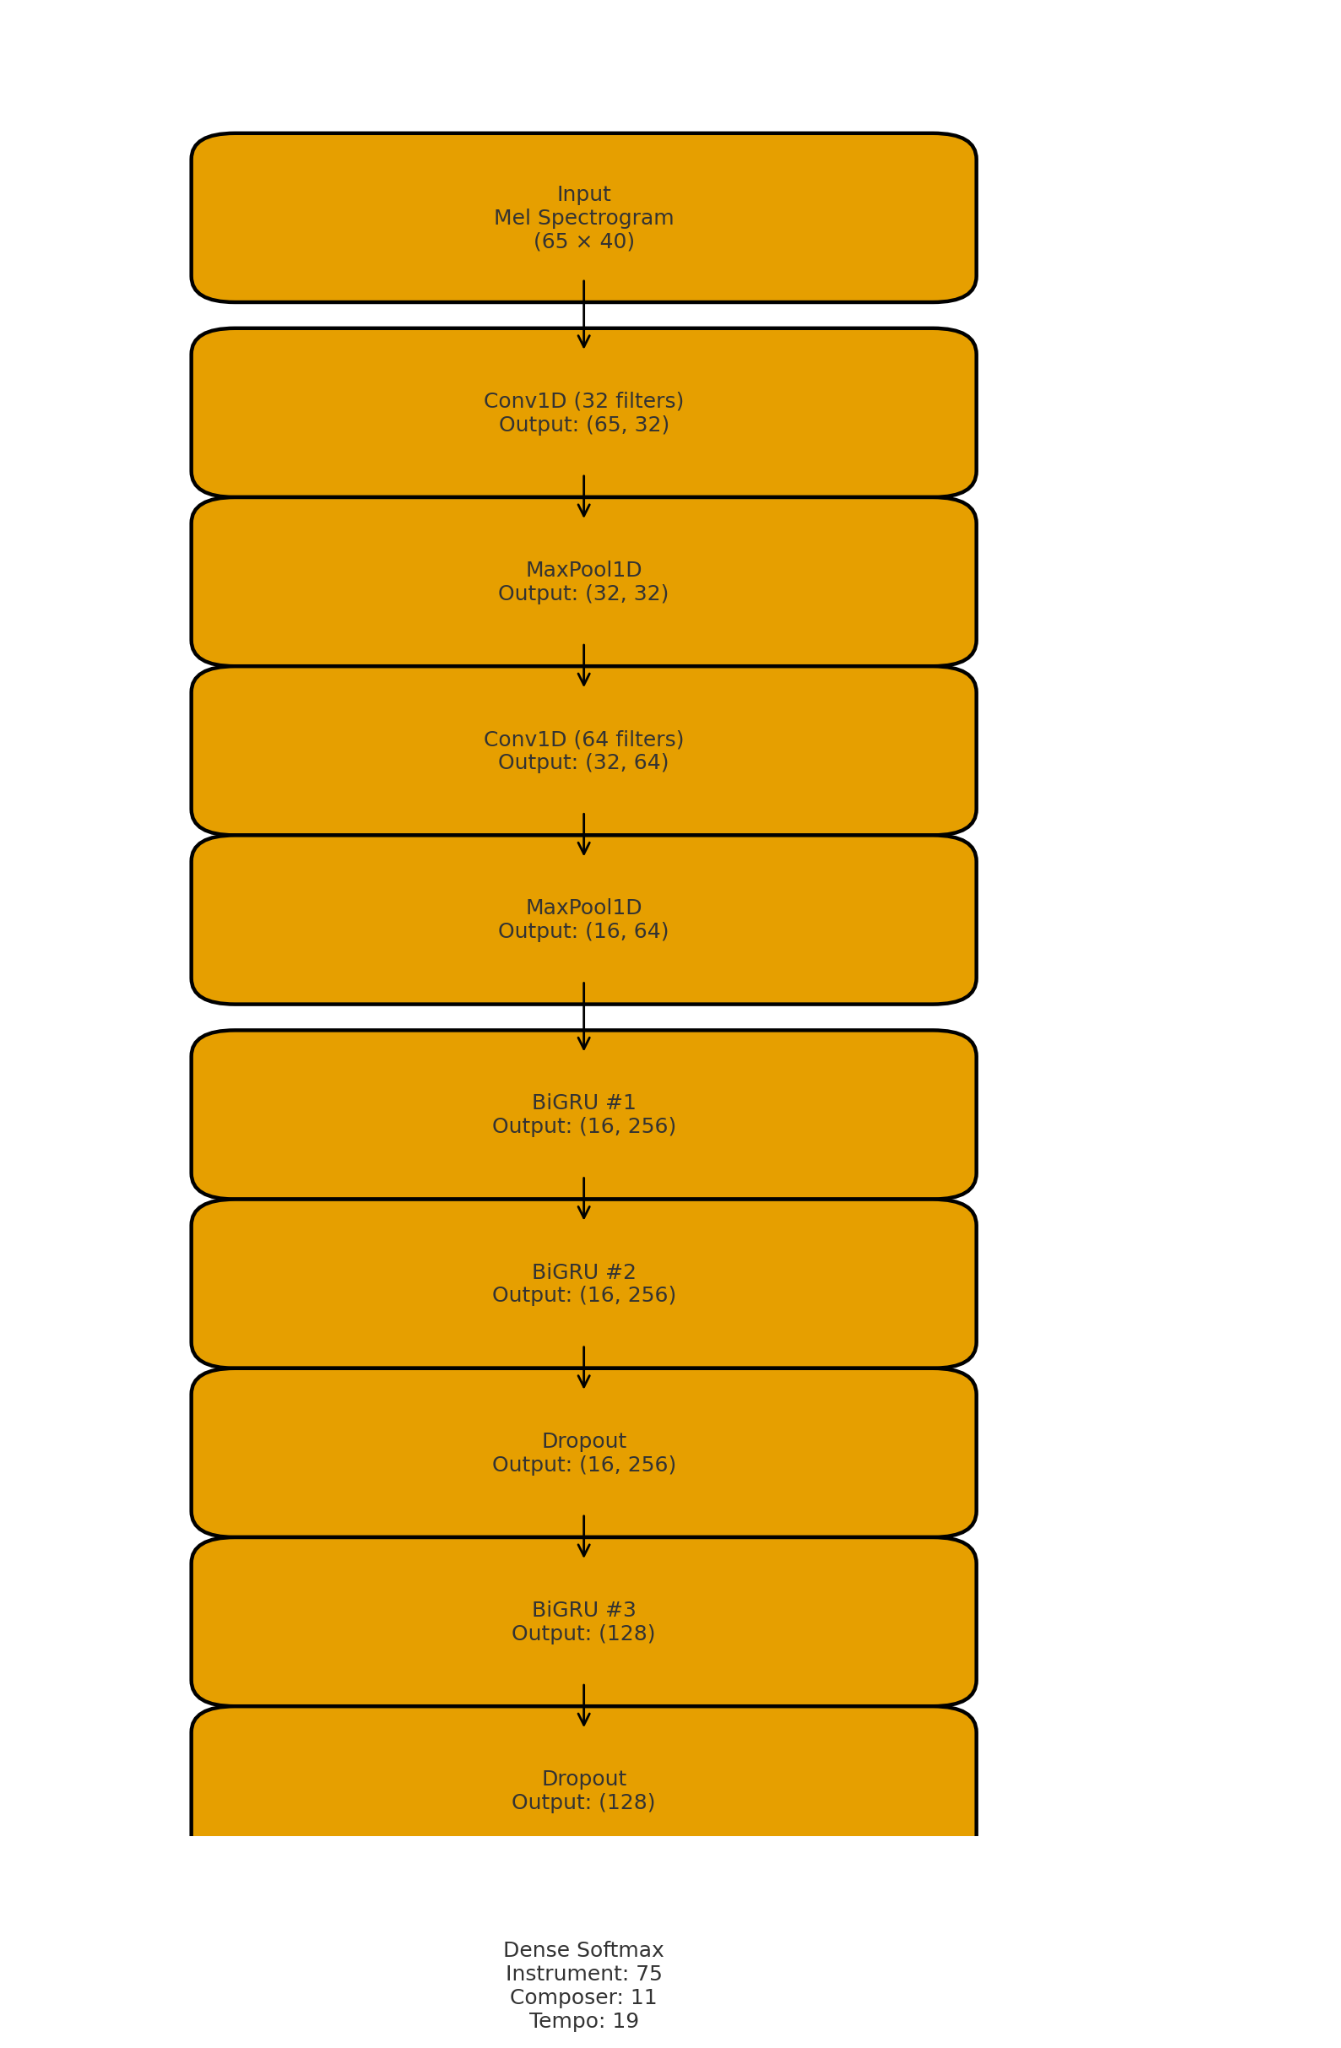 Input
Mel Spectrogram
(65 × 40)
Conv1D (32 filters)
Output: (65, 32)
MaxPool1D
Output: (32, 32)
Conv1D (64 filters)
Output: (32, 64)
MaxPool1D
Output: (16, 64)
BiGRU #1
Output: (16, 256)
BiGRU #2
Output: (16, 256)
Dropout
Output: (16, 256)
BiGRU #3
Output: (128)
Dropout
Output: (128)
Dense Softmax
Instrument: 75
Composer: 11
Tempo: 19